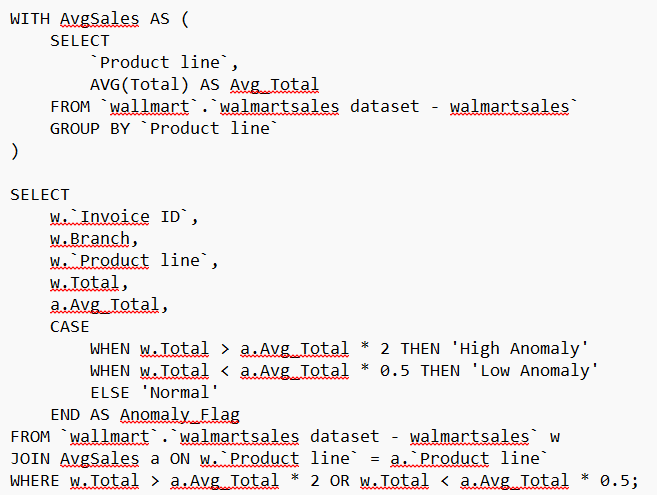 WITH AvgSales AS (
    SELECT
        `Product line`,
        AVG(Total) AS Avg_Total
    FROM `wallmart`.`walmartsales dataset - walmartsales`
    GROUP BY `Product line`
)

SELECT
    w.`Invoice ID`,
    w.Branch,
    w.`Product line`,
    w.Total,
    a.Avg_Total,
    CASE
        WHEN w.Total > a.Avg_Total * 2 THEN 'High Anomaly'
        WHEN w.Total < a.Avg_Total * 0.5 THEN 'Low Anomaly'
        ELSE 'Normal'
    END AS Anomaly_Flag
FROM `wallmart`.`walmartsales dataset - walmartsales` w
JOIN AvgSales a ON w.`Product line` = a.`Product line`
WHERE w.Total > a.Avg_Total * 2 OR w.Total < a.Avg_Total * 0.5;